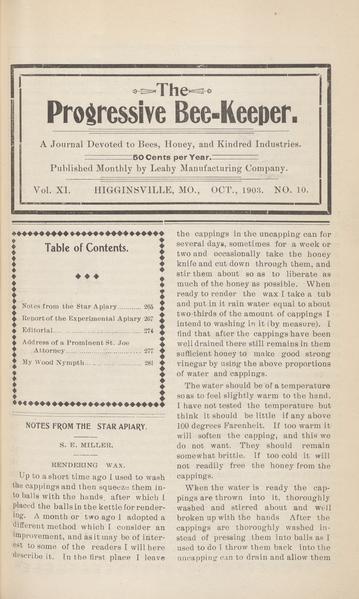 The
Progressive Bee-Keeper.
A Journal Devoted to Bees, Honey, and Kindred Industries.
50 Cents per Year.
Published Monthly by Leahy Manufacturing Company.
Vol. XI. HIGGINSVILLE, MO., OCT., 1903. NO. 10.
Table of Contents.
Notes from the Star Apiary .......... 265
Report of the Experimental Apiary 267
Editorial .......... 274
Address of a Prominent St. Joe
Attorney .......... 277
My Wood Nympth .......... 281
NOTES FROM THE STAR APIARY.
S. E. MILLER.
RENDERING WAX.
Up to a short time ago I used to wash
the cappings and then squeeze them in-
to balls with the hands, after which I
placed the balls in the kettle for render-
ing. A month or two ago I adopted a
different method which I consider an
improvement, and as it may be of inter-
est to some of the readers I will here
describe it. In the first place I leave
the cappings in the uncapping can for
several days, sometimes for a week or
two and occasionally take the honey
knife and cut down through them, and
stir them about so as to liberate as
much of the honey as possible. When
ready to render the wax I take a tub
and put in it rain water equal to about
two-thirds of the amount of cappings I
intend to washing in it (by measure). I
find that after the cappings have been
well drained there still remains in them
sufficient honey to make good strong
vinegar by using the above proportions
of water and cappings.
The water should be of a temperature
so as to feel slightly warm to the hand.
I have not tested the temperature but
think it should be little if any above
100 degrees Farenheit. If too warm it
will soften the capping, and this we
do not want. They should remain
somewhat brittle. If too cold it will
not readily free the honey from the
cappings.
When the water is ready the cap-
pings are thrown into it, thoroughly
washed and stirred about and well
broken up with the hands After the
cappings are thoroughly washed in-
stead of pressing them into balls as I
used to do I throw them back into the
uncapping can to drain and allow them